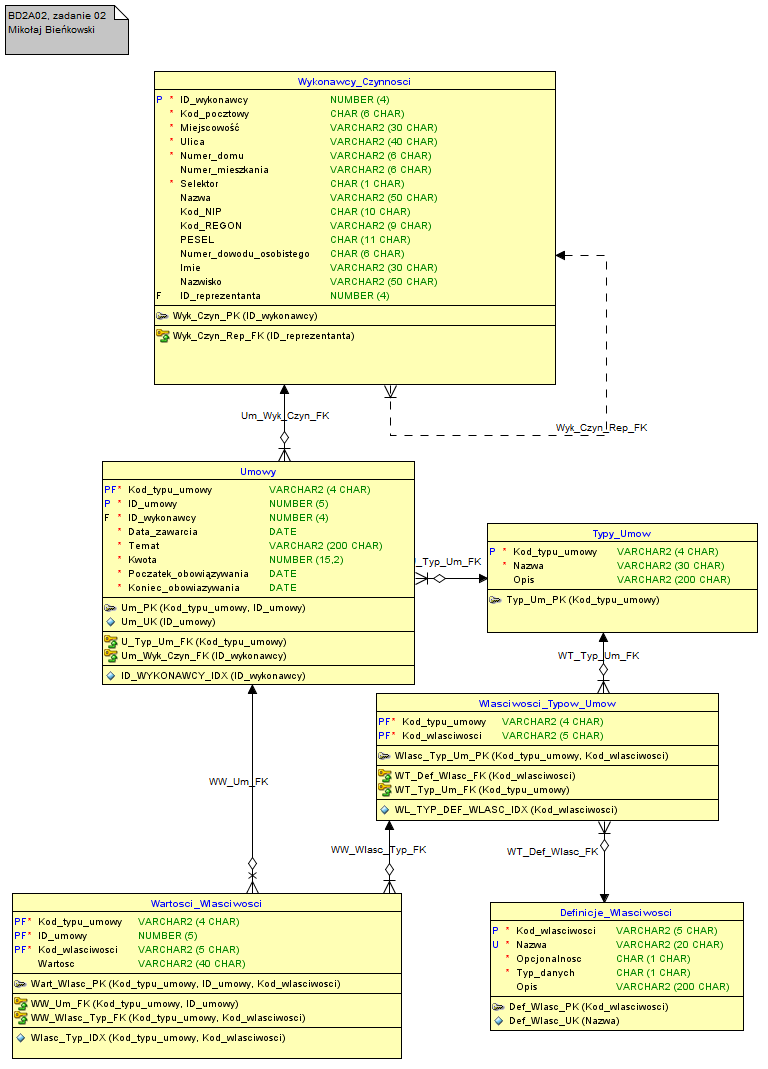 BD2A02, zadanie 02
Mikołaj Bieńkowski
Wykonawcy_Czynnosci
P * ID_wykonawcy NUMBER (4)
* Kod_pocztowy CHAR (6 CHAR)
* Miejscowość VARCHAR2 (30 CHAR)
* Ulica VARCHAR2 (40 CHAR)
* Numer_domu VARCHAR2 (6 CHAR)
Numer_mieszkania VARCHAR2 (6 CHAR)
* Selektor CHAR (1 CHAR)
Nazwa VARCHAR2 (50 CHAR)
Kod_NIP CHAR (10 CHAR)
Kod_REGON VARCHAR2 (9 CHAR)
PESEL CHAR (11 CHAR)
Numer_dowodu_osobistego CHAR (6 CHAR)
Imie VARCHAR2 (30 CHAR)
Nazwisko VARCHAR2 (50 CHAR)
F ID_reprezentanta NUMBER (4)
Wyk_Czyn_PK (ID_wykonawcy)
Wyk_Czyn_Rep_FK (ID_reprezentanta)
Um_Wyk_Czyn_FK
Wyk_Czyn_Rep_FK
Umowy
PF* Kod_typu_umowy VARCHAR2 (4 CHAR)
P * ID_umowy NUMBER (5)
F * ID_wykonawcy NUMBER (4)
* Data_zawarcia DATE
* Temat VARCHAR2 (200 CHAR)
* Kwota NUMBER (15,2)
* Poczatek_obowiązywania DATE
* Koniec_obowiazywania DATE
Um_PK (Kod_typu_umowy, ID_umowy)
Um_UK (ID_umowy)
U_Typ_Um_FK (Kod_typu_umowy)
Um_Wyk_Czyn_FK (ID_wykonawcy)
ID_WYKONAWCY_IDX (ID_wykonawcy)
_Typ_Um_FK
Typy_Umow
P * Kod_typu_umowy VARCHAR2 (4 CHAR)
* Nazwa VARCHAR2 (30 CHAR)
Opis VARCHAR2 (200 CHAR)
Typ_Um_PK (Kod_typu_umowy)
WT_Typ_Um_FK
Wlasciwosci_Typow_Umow
PF* Kod_typu_umowy VARCHAR2 (4 CHAR)
PF* Kod_wlasciwosci VARCHAR2 (5 CHAR)
Wlasc_Typ_Um_PK (Kod_typu_umowy, Kod_wlasciwosci)
WT_Def_Wlasc_FK (Kod_wlasciwosci)
WT_Typ_Um_FK (Kod_typu_umowy)
WL_TYP_DEF_WLASC_IDX (Kod_wlasciwosci)
WW_Um_FK
WW_Wlasc_Typ_FK
WT_Def_Wlasc_FK
Wartosci_Wlasciwosci
PF* Kod_typu_umowy VARCHAR2 (4 CHAR)
PF* ID_umowy NUMBER (5)
PF* Kod_wlasciwosci VARCHAR2 (5 CHAR)
Wartosc VARCHAR2 (40 CHAR)
Wart_Wlasc_PK (Kod_typu_umowy, ID_umowy, Kod_wlasciwosci)
WW_Um_FK (Kod_typu_umowy, ID_umowy)
WW_Wlasc_Typ_FK (Kod_typu_umowy, Kod_wlasciwosci)
Wlasc_Typ_IDX (Kod_typu_umowy, Kod_wlasciwosci)
Definicje_Wlasciwosci
P * Kod_wlasciwosci VARCHAR2 (5 CHAR)
U * Nazwa VARCHAR2 (20 CHAR)
* Opcjonalnosc CHAR (1 CHAR)
* Typ_danych CHAR (1 CHAR)
Opis VARCHAR2 (200 CHAR)
Def_Wlasc_PK (Kod_wlasciwosci)
Def_Wlasc_UK (Nazwa)